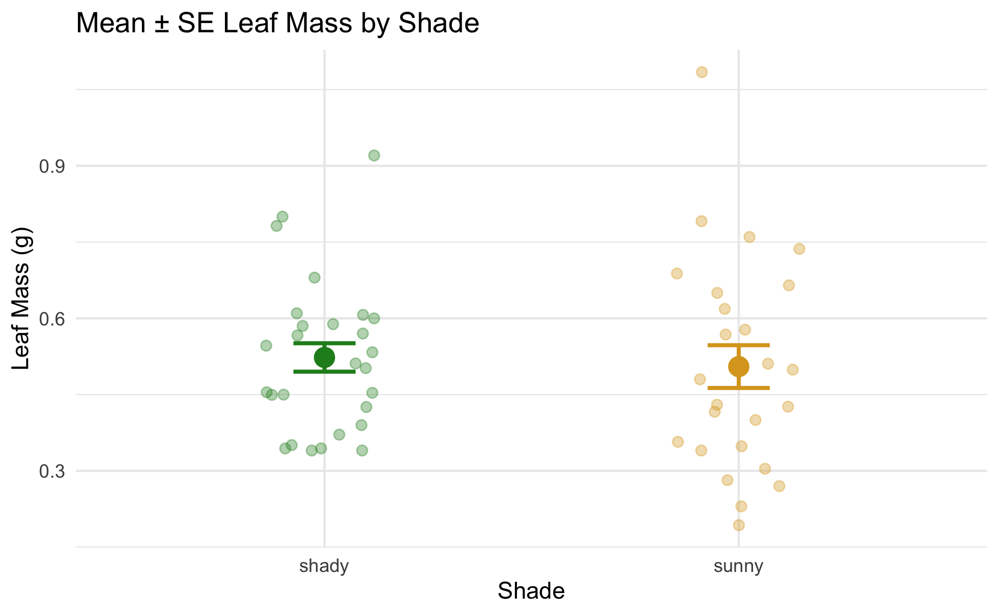 Mean ± SE Leaf Mass by Shade
Leaf Mass (g)
0.9
0.6
0.3
shady
sunny
Shade